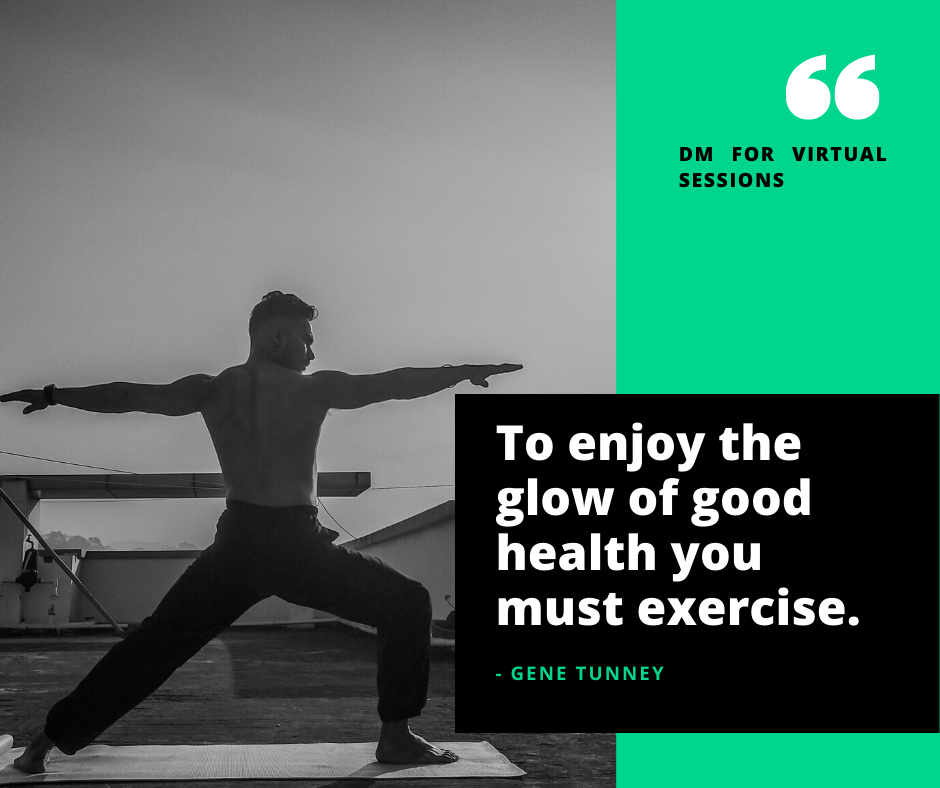 DM FOR VIRTUAL
SESSIONS
To enjoy the
glow of good
health you
must exercise.
- GENE TUNNEY